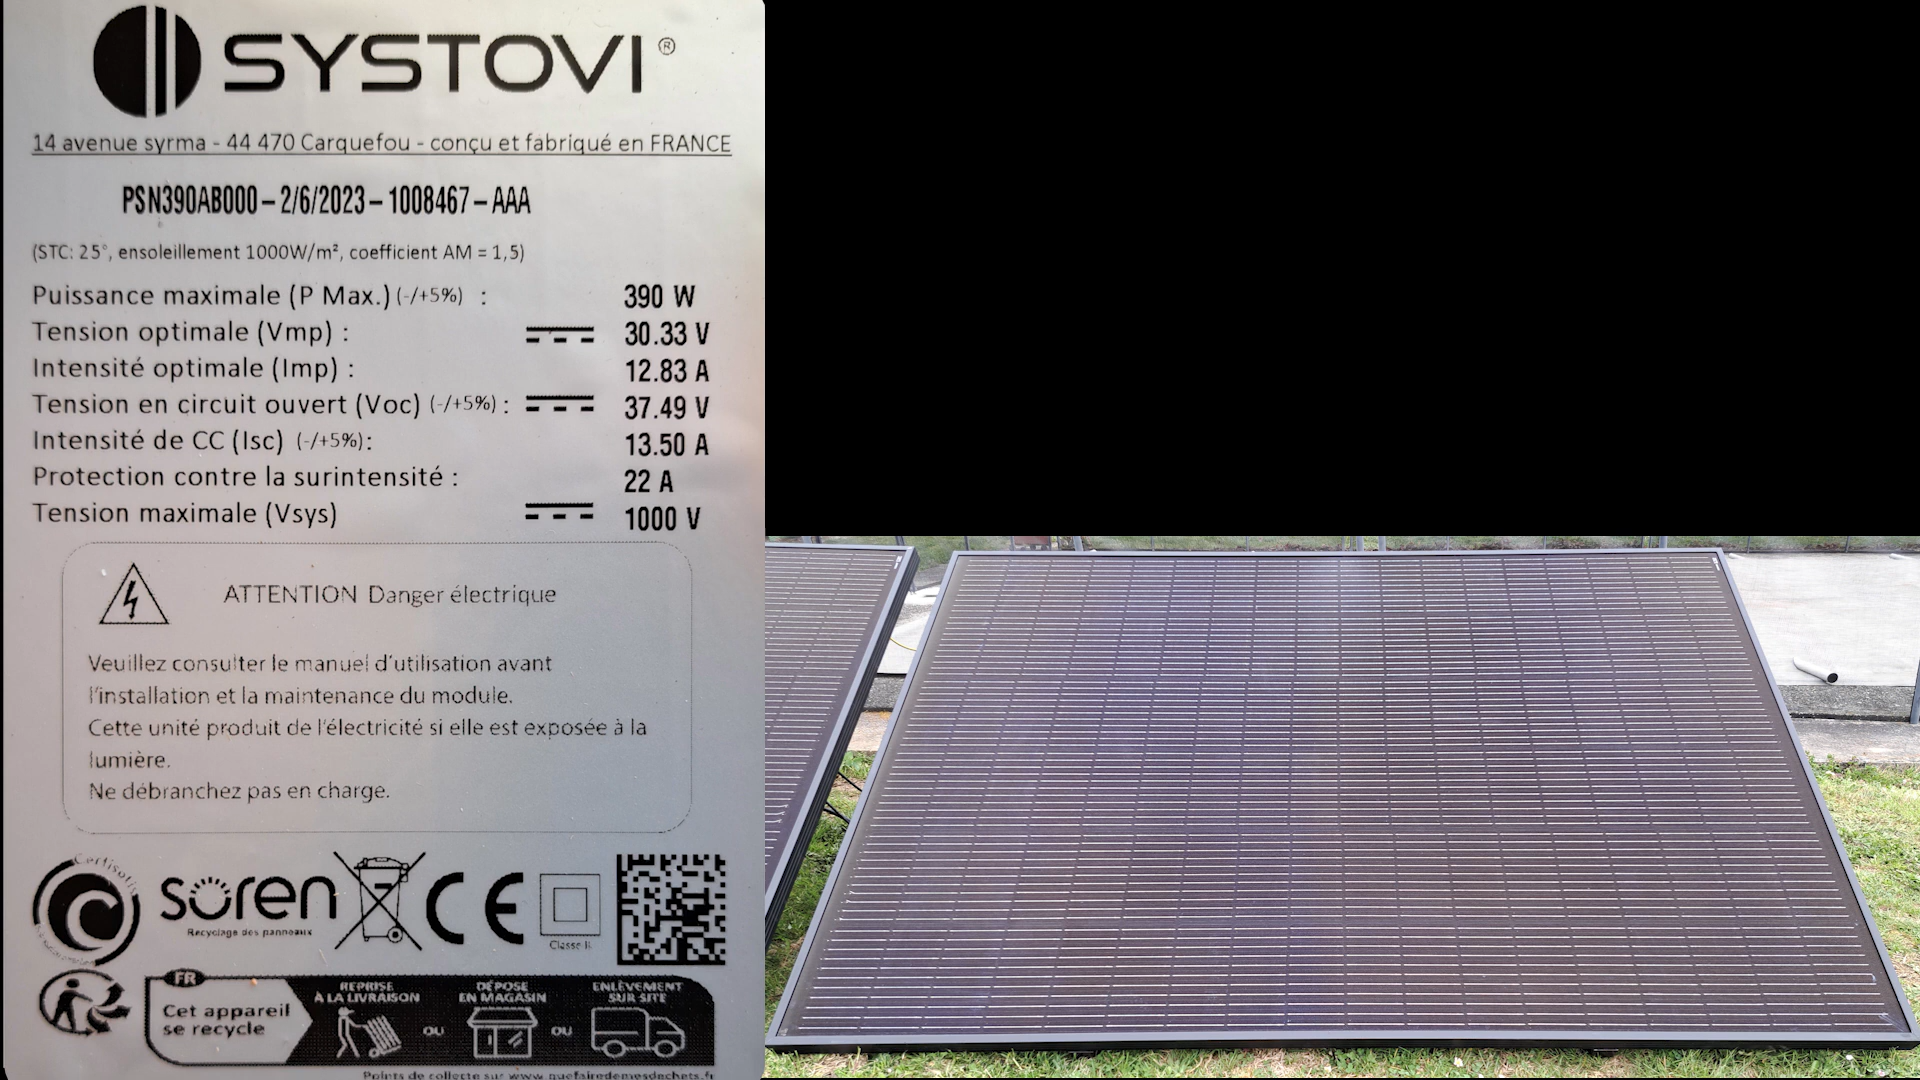 SYSTOVI®
14 avenue syrma - 44 470 Carquefou - conçu et fabriqué en FRANCE
PSN390AB000 – 2/6/2023 – 1008467 – AAA
(STC: 25°, ensoleillement 1000W/m², coefficient AM = 1,5)
Puissance maximale (P Max.) (-/+5%) : 390 W
Tension optimale (Vmp) : 30.33 V
Intensité optimale (Imp) : 12.83 A
Tension en circuit ouvert (Voc) (-/+5%) : 37.49 V
Intensité de CC (Isc) (-/+5%): 13.50 A
Protection contre la surintensité : 22 A
Tension maximale (Vsys) 1000 V
ATTENTION Danger électrique
Veuillez consulter le manuel d'utilisation avant
l'installation et la maintenance du module.
Cette unité produit de l'électricité si elle est exposée à la
lumière.
Ne débranchez pas en charge.
Certisolis
soren
Recyclage des panneaux
CE
Classe II
FR
Cet appareil
se recycle
REPRISE
À LA LIVRAISON
OU
DÉPOSE
EN MAGASIN
OU
ENLÈVEMENT
SUR SITE
Points de collecte sur www.quefairedemesdechets.fr